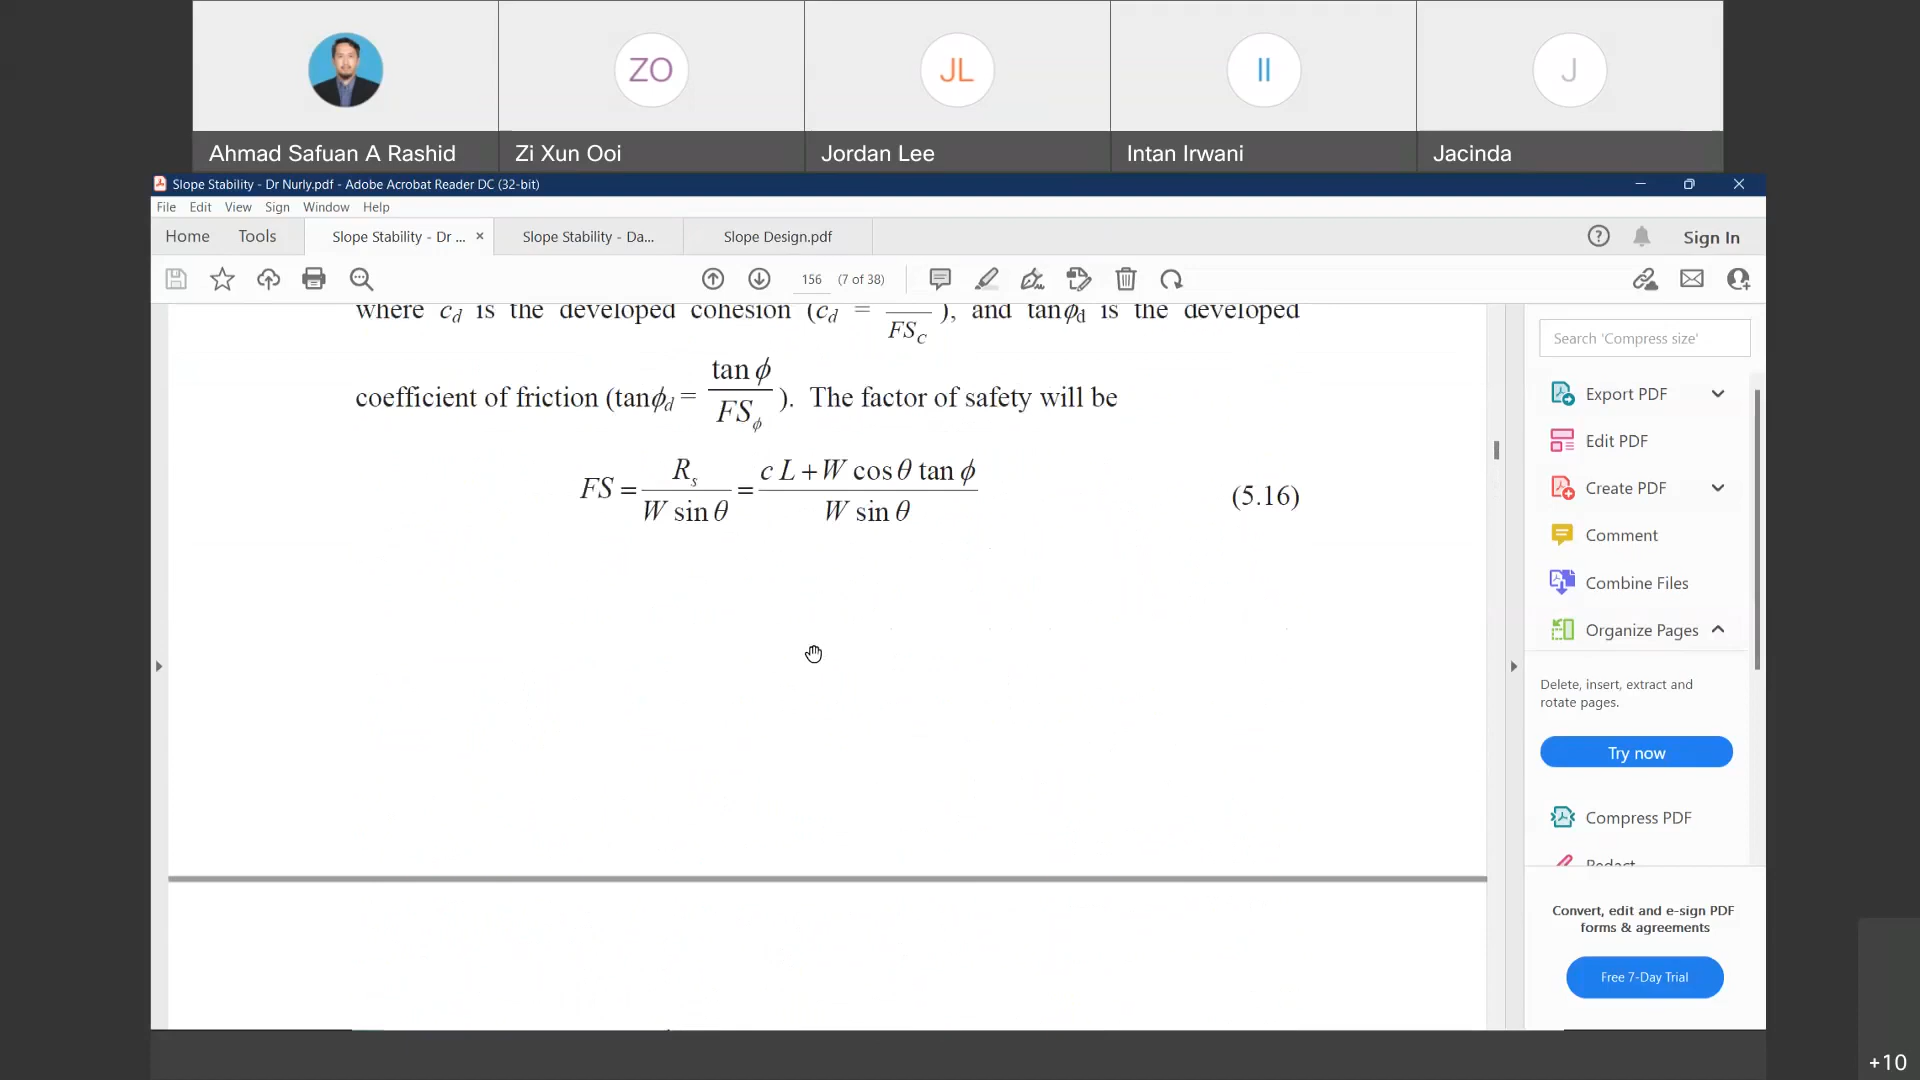 ZO
JL
II
J
Ahmad Safuan A Rashid
Zi Xun Ooi
Jordan Lee
Intan Irwani
Jacinda
Slope Stability - Dr Nurly.pdf - Adobe Acrobat Reader DC (32-bit)
File Edit View Sign Window Help
Home Tools Slope Stability - Dr ... × Slope Stability - Da... Slope Design.pdf Sign In
156 (7 of 38)
where c_d is the developed cohesion (c_d = / FS_c ), and tanϕ_d is the developed
coefficient of friction (tanϕ_d = tan ϕ / FS_ϕ ). The factor of safety will be
FS = R_s / W sin θ = c L + W cos θ tan ϕ / W sin θ (5.16)
Search 'Compress size'
Export PDF
Edit PDF
Create PDF
Comment
Combine Files
Organize Pages
Delete, insert, extract and
rotate pages.
Try now
Compress PDF
Redact
Convert, edit and e-sign PDF
forms & agreements
Free 7-Day Trial
+10